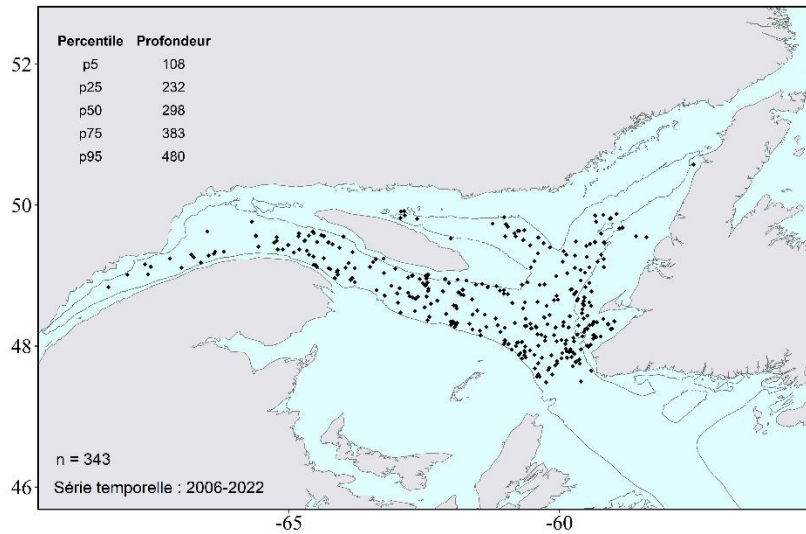 Percentile Profondeur
p5 108
p25 232
p50 298
p75 383
p95 480
52
50
48
46
n = 343
Série temporelle : 2006-2022
-65 -60